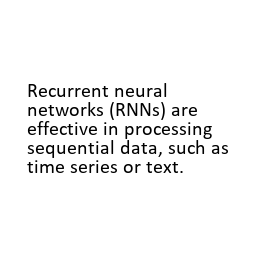 Recurrent neural
networks (RNNs) are
effective in processing
sequential data, such as
time series or text.